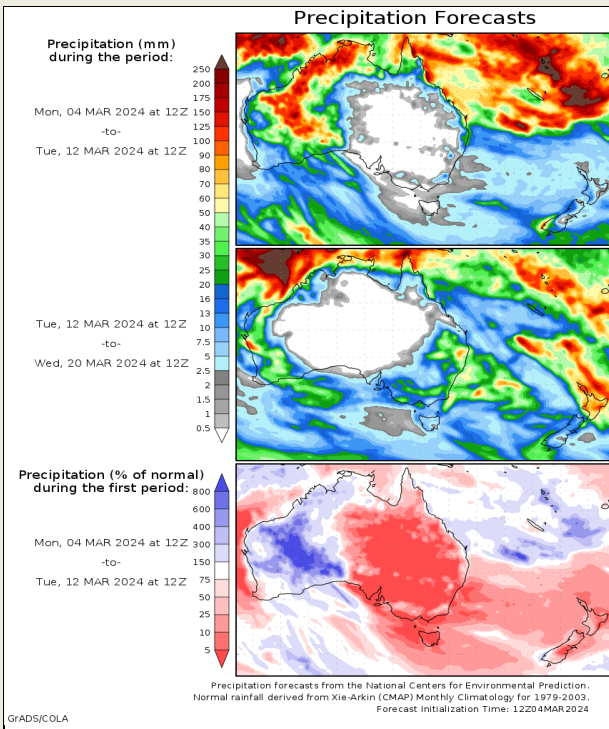 Precipitation Forecasts
Precipitation (mm)
during the period:
Mon, 04 MAR 2024 at 12Z
-to-
Tue, 12 MAR 2024 at 12Z
250
200
175
150
125
100
90
80
70
60
50
40
35
30
25
20
16
13
10
7.5
5
2.5
2
1.5
1
0.5
Tue, 12 MAR 2024 at 12Z
-to-
Wed, 20 MAR 2024 at 12Z
Precipitation (% of normal)
during the first period:
Mon, 04 MAR 2024 at 12Z
-to-
Tue, 12 MAR 2024 at 12Z
800
600
400
300
150
75
50
25
10
5
Precipitation forecasts from the National Centers for Environmental Prediction.
Normal rainfall derived from Xie-Arkin (CMAP) Monthly Climatology for 1979-2003.
Forecast Initialization Time: 12Z04MAR2024
GrADS/COLA